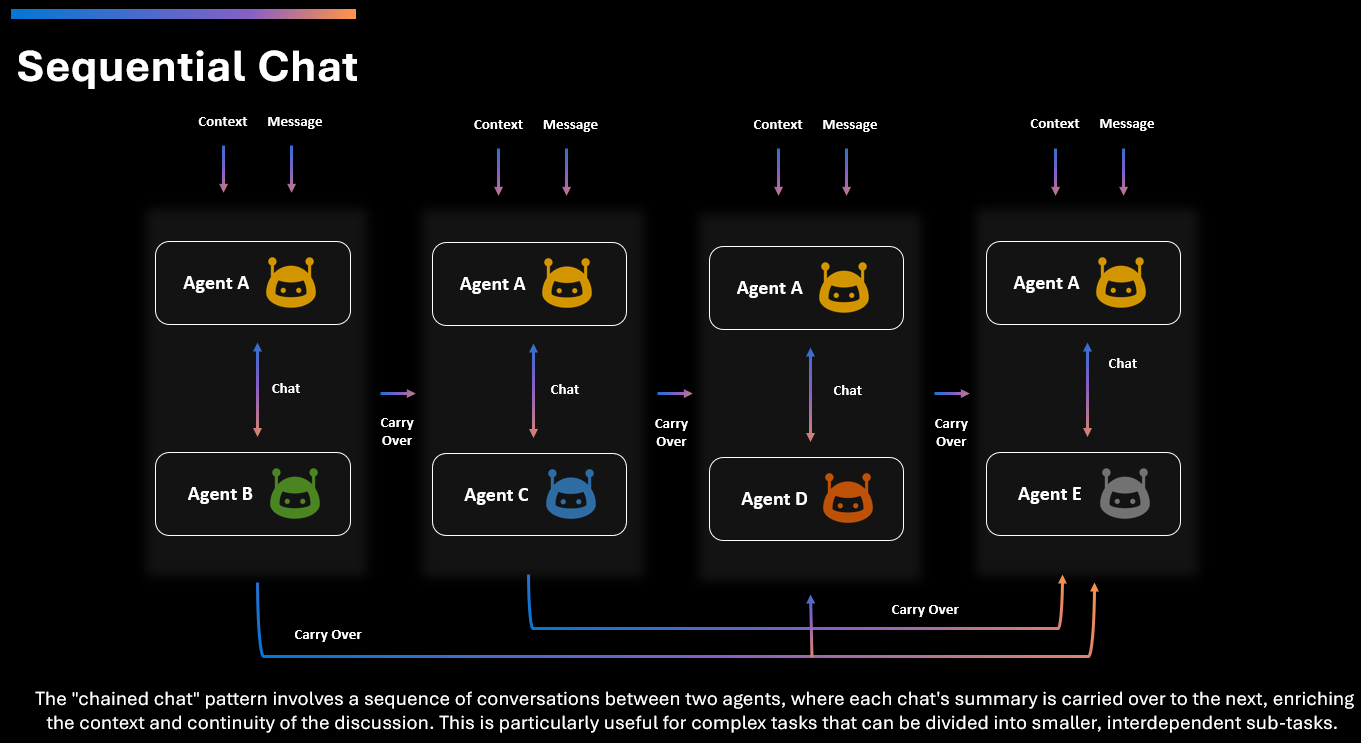 Sequential Chat
Context Message
Context Message
Context Message
Context Message
Agent A
Agent A
Agent A
Agent A
Chat
Chat
Chat
Chat
Carry
Over
Carry
Over
Carry
Over
Agent B
Agent C
Agent D
Agent E
Carry Over
Carry Over
The "chained chat" pattern involves a sequence of conversations between two agents, where each chat's summary is carried over to the next, enriching
the context and continuity of the discussion. This is particularly useful for complex tasks that can be divided into smaller, interdependent sub-tasks.